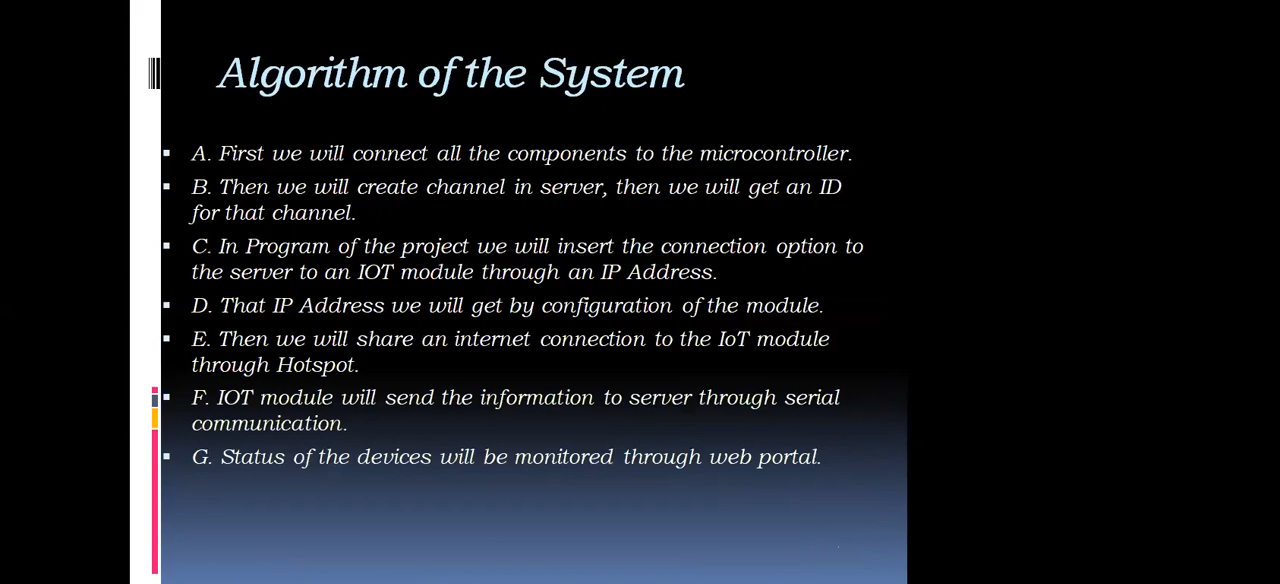 Algorithm of the System
A. First we will connect all the components to the microcontroller.
B. Then we will create channel in server, then we will get an ID
for that channel.
C. In Program of the project we will insert the connection option to
the server to an IOT module through an IP Address.
D. That IP Address we will get by configuration of the module.
E. Then we will share an internet connection to the IoT module
through Hotspot.
F. IOT module will send the information to server through serial
communication.
G. Status of the devices will be monitored through web portal.